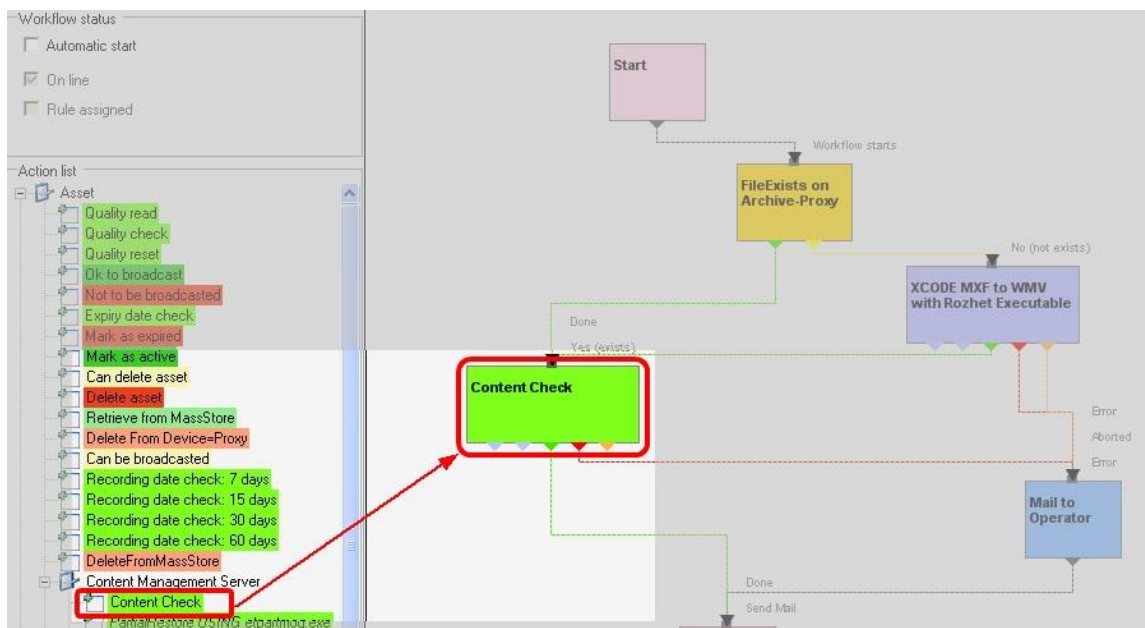 Workflow status
Automatic start
On line
Rule assigned
Action list
Asset
Quality read
Quality check
Quality reset
Ok to broadcast
Not to be broadcasted
Expiry date check
Mark as expired
Mark as active
Can delete asset
Delete asset
Retrieve from MassStore
Delete From Device=Proxy
Can be broadcasted
Recording date check: 7 days
Recording date check: 15 days
Recording date check: 30 days
Recording date check: 60 days
DeleteFromMassStore
Content Management Server
Content Check
PartialRestore USING etpartmog.exe
Start
Workflow starts
FileExists on
Archive-Proxy
No (not exists)
XCODE MXF to WMV
with Rozhet Executable
Done
Yes (exists)
Content Check
Error
Aborted
Error
Mail to
Operator
Done
Send Mail